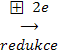 ⊞ 2e
→
redukce